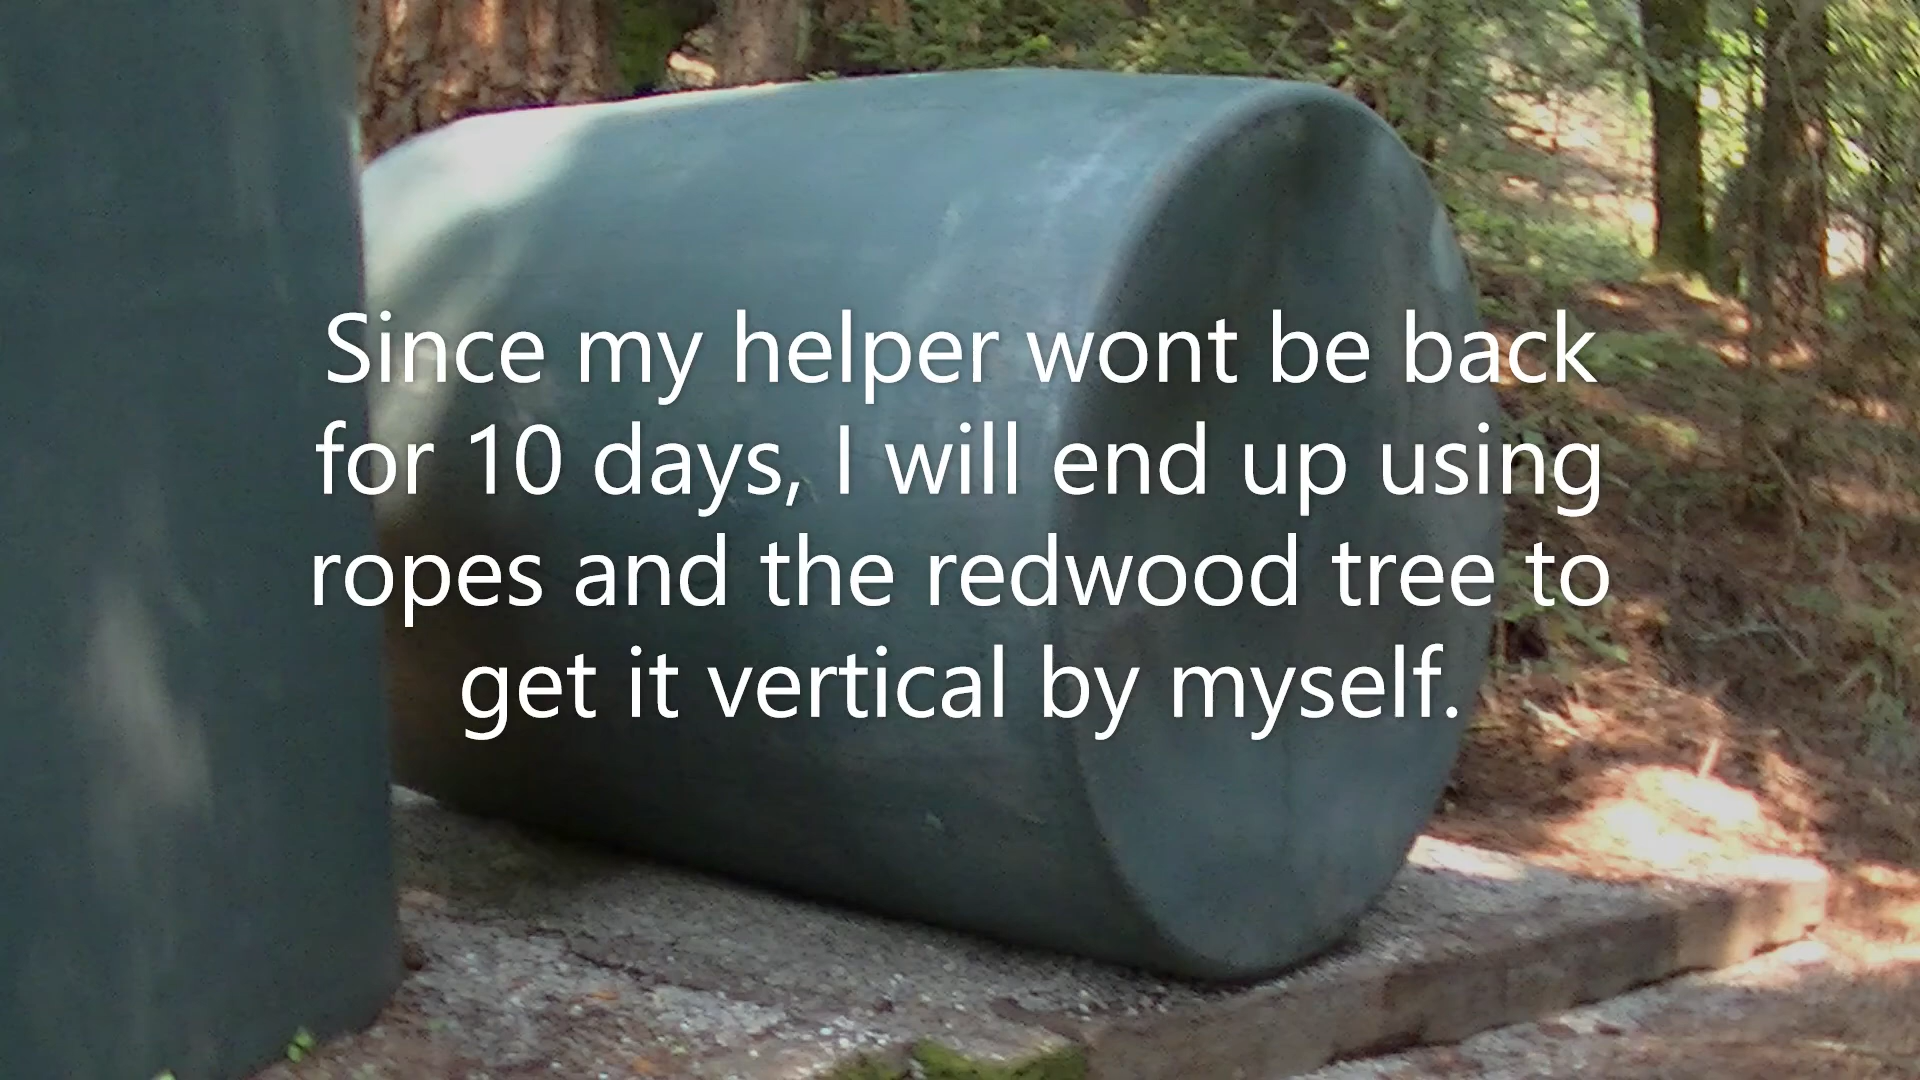 Since my helper wont be back
for 10 days, I will end up using
ropes and the redwood tree to
get it vertical by myself.